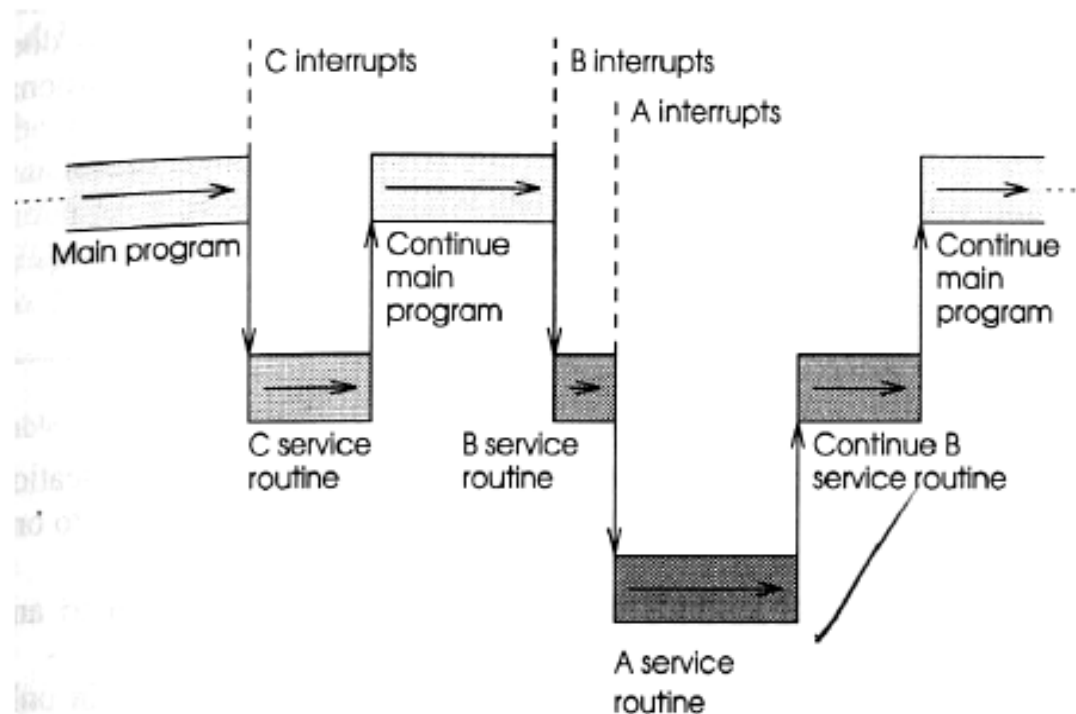 C interrupts
B interrupts
A interrupts
Main program
Continue
main
program
Continue
main
program
C service
routine
B service
routine
Continue B
service routine
A service
routine